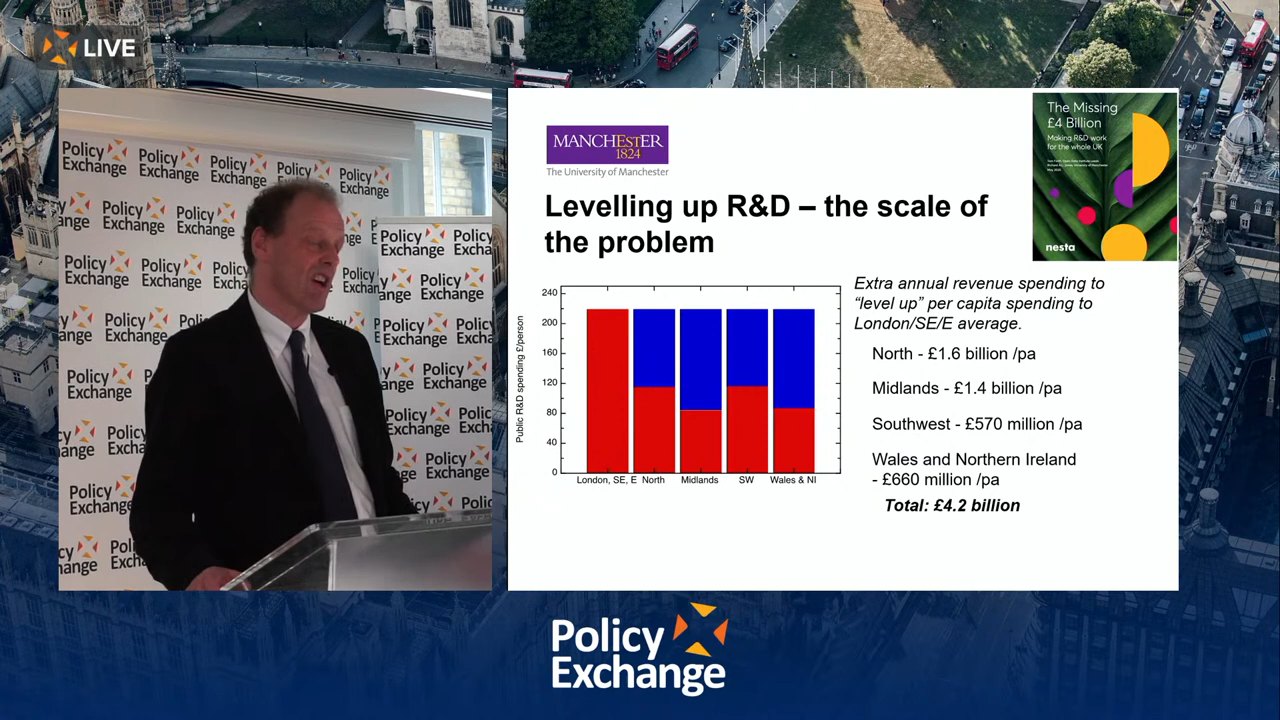 LIVE
Policy Exchange
MANCHESTER
1824
The University of Manchester
Levelling up R&D – the scale of
the problem
The Missing
£4 Billion
Making R&D work
for the whole UK
nesta
Public R&D spending £/person
240
200
160
120
80
40
0
London, SE, E North Midlands SW Wales & NI
Extra annual revenue spending to
“level up” per capita spending to
London/SE/E average.
North - £1.6 billion /pa
Midlands - £1.4 billion /pa
Southwest - £570 million /pa
Wales and Northern Ireland
- £660 million /pa
Total: £4.2 billion
Policy
Exchange